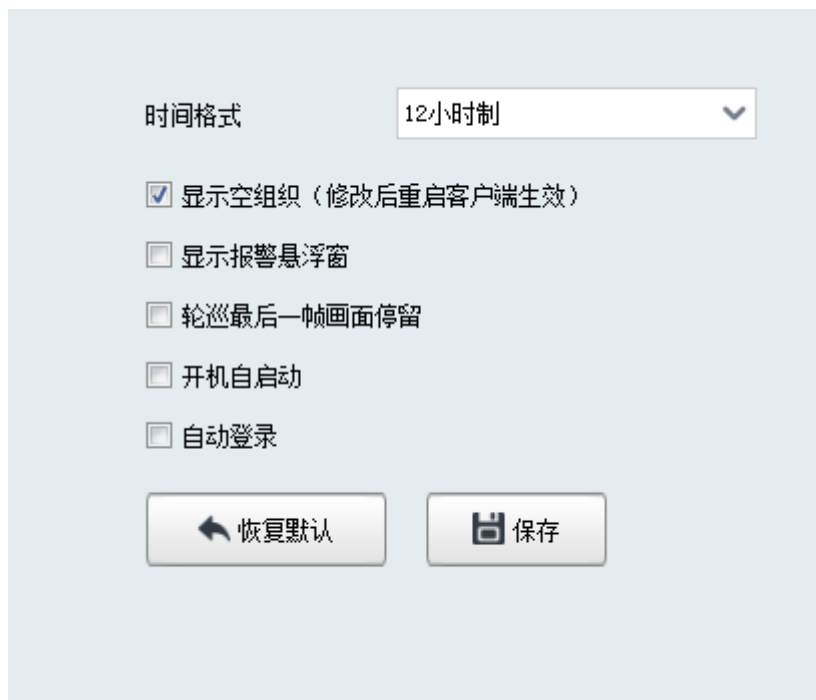 时间格式 12小时制
显示空组织（修改后重启客户端生效）
显示报警悬浮窗
轮巡最后一帧画面停留
开机自启动
自动登录
恢复默认 保存